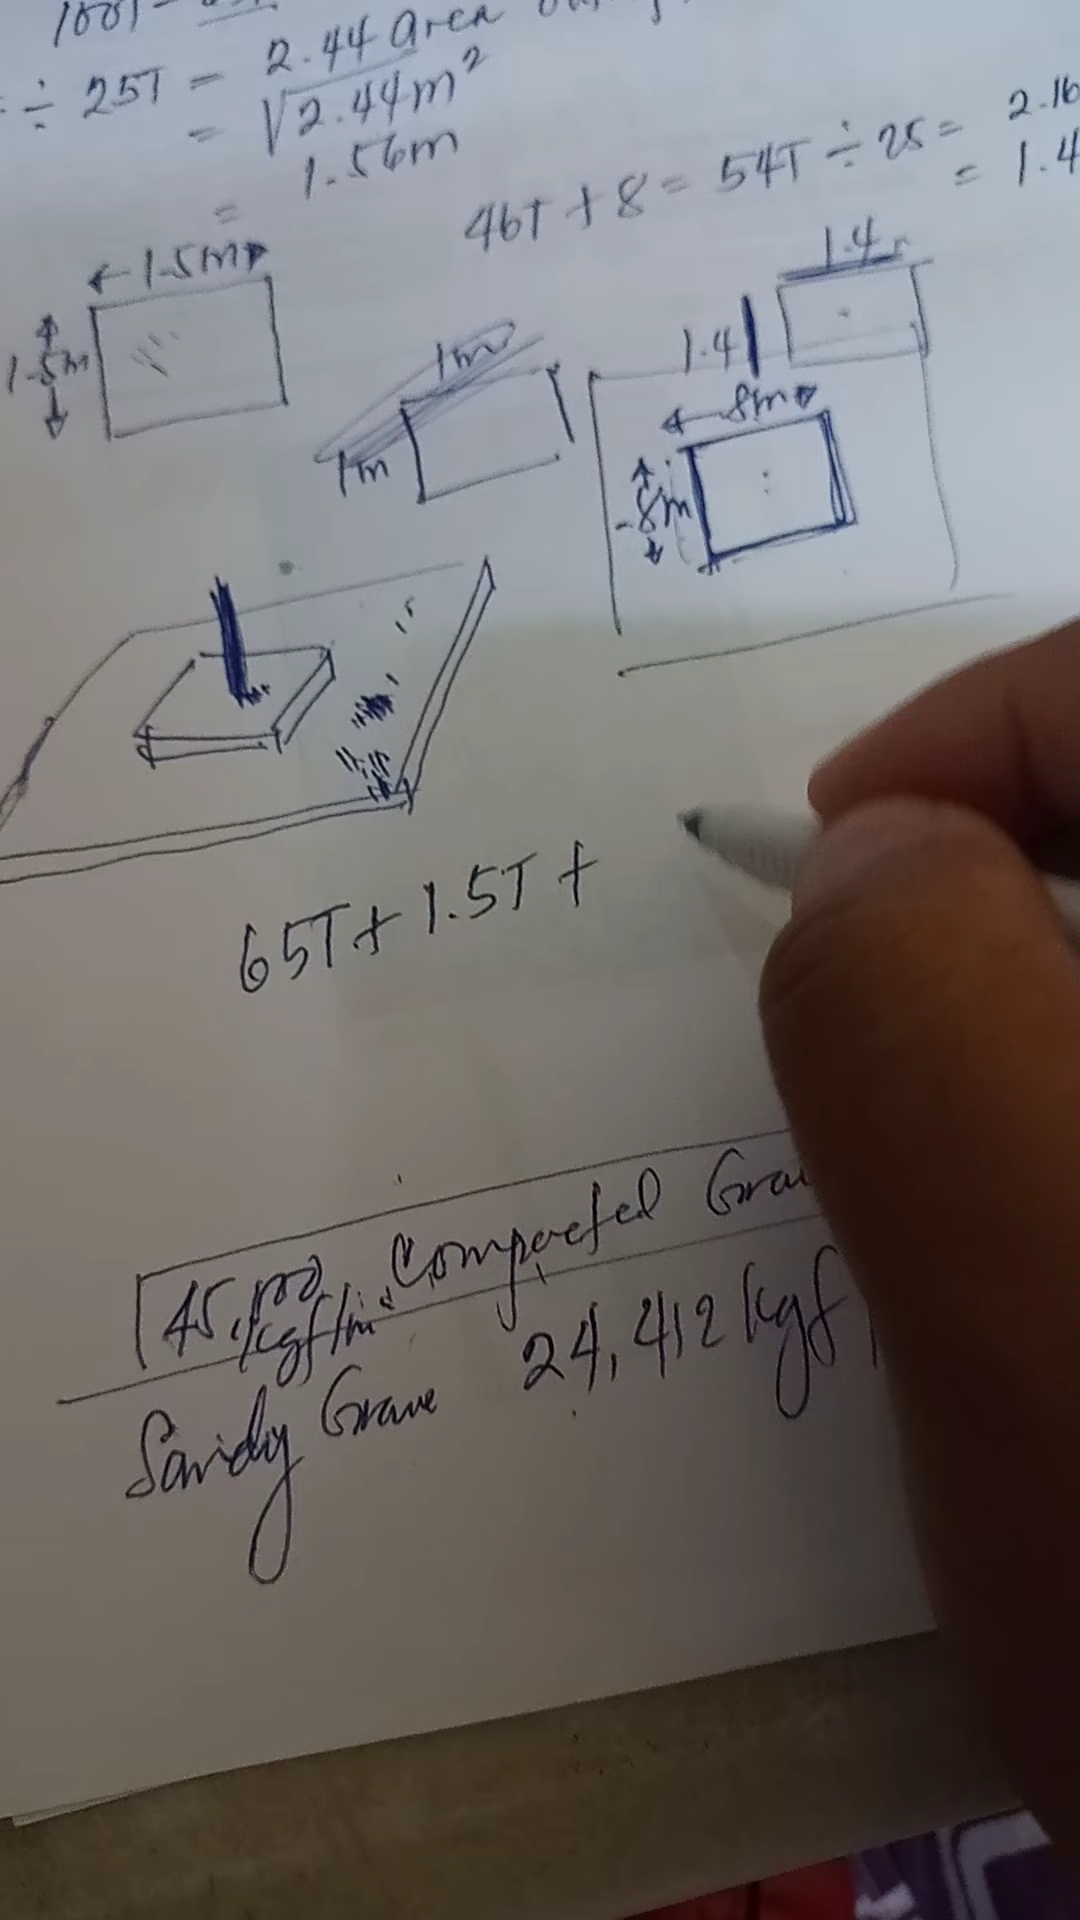 100T
÷ 25T = 2.44 area
= √2.44m²
= 1.56m
46T + 8 = 54T ÷ 25 = 2.16
= 1.4
1.5m
1.5m
1m
1m
1.4
1.4
.8m
.8m
65T + 1.5T +
45,000 kgf/m² Compacted Grav
Sandy Grave 24,412 kgf